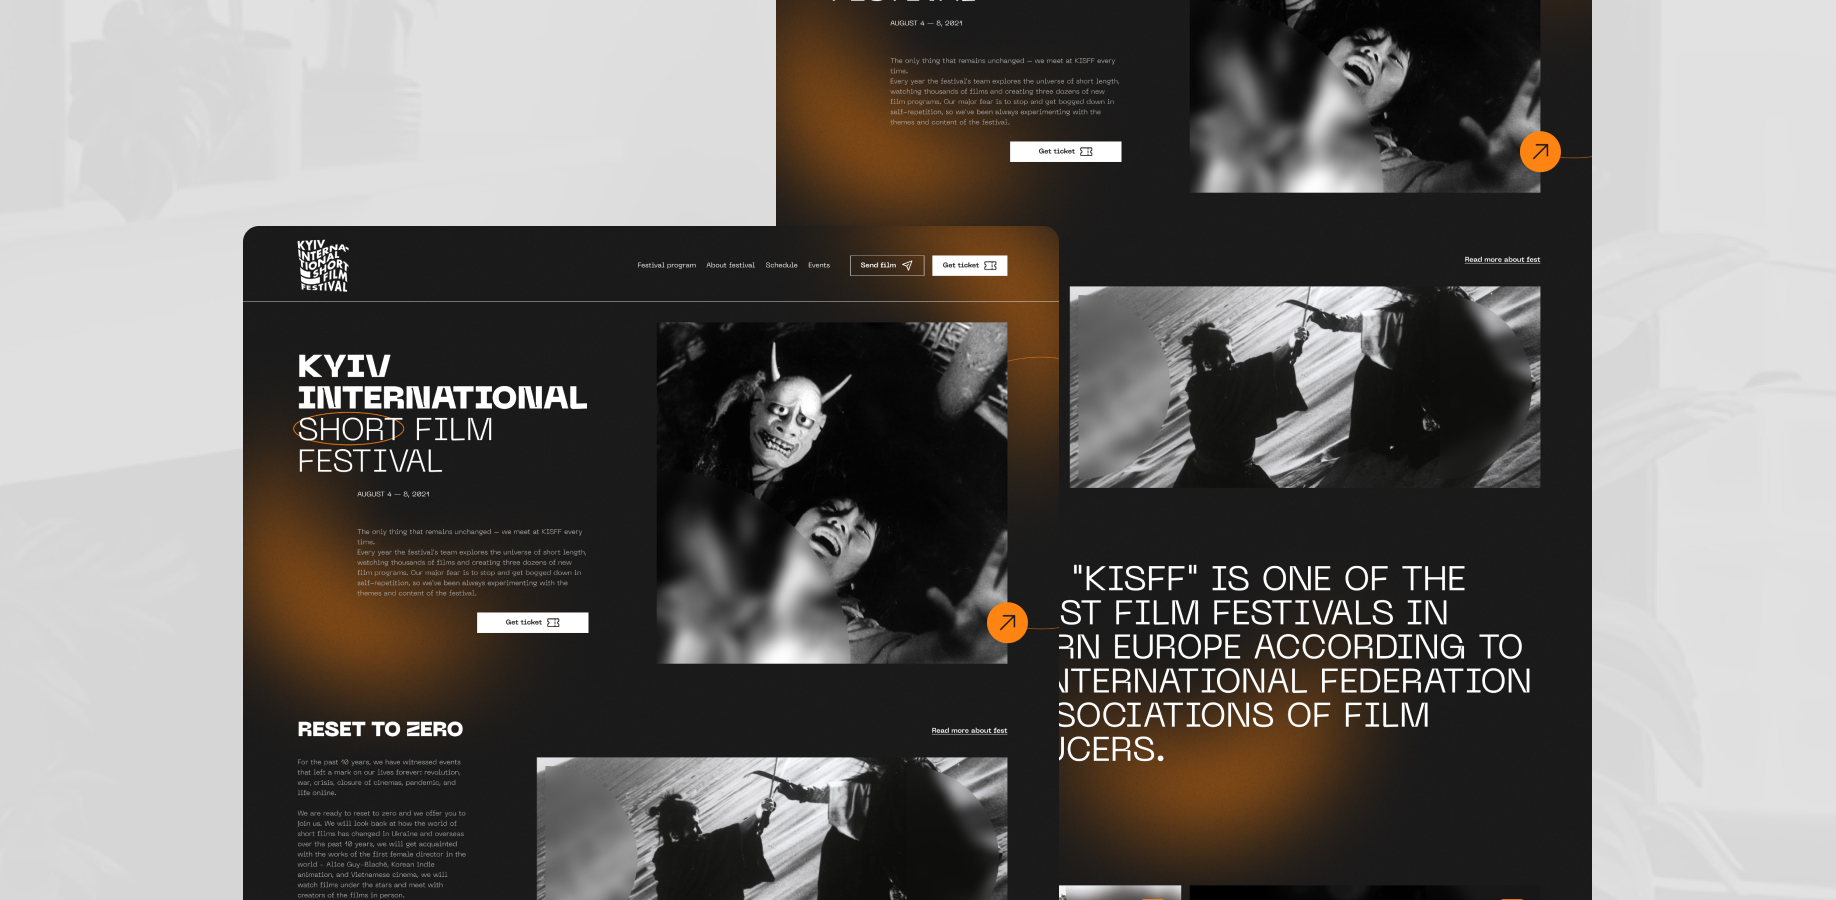 FESTIVAL
AUGUST 4 — 8, 2021
The only thing that remains unchanged — we meet at KISFF every
time.
Every year the festival's team explores the universe of short length,
watching thousands of films and creating three dozens of new
film programs. Our major fear is to stop and get bogged down in
self-repetition, so we've been always experimenting with the
themes and content of the festival.
Get ticket
Read more about fest
"KISFF" IS ONE OF THE
ST FILM FESTIVALS IN
RN EUROPE ACCORDING TO
NTERNATIONAL FEDERATION
SOCIATIONS OF FILM
UCERS.
KYIV
INTERNA-
TIONAL
SHORT
FILM
FESTIVAL
Festival program
About festival
Schedule
Events
Send film
Get ticket
KYIV
INTERNATIONAL
SHORT FILM
FESTIVAL
AUGUST 4 — 8, 2021
The only thing that remains unchanged — we meet at KISFF every
time.
Every year the festival's team explores the universe of short length,
watching thousands of films and creating three dozens of new
film programs. Our major fear is to stop and get bogged down in
self-repetition, so we've been always experimenting with the
themes and content of the festival.
Get ticket
RESET TO ZERO
Read more about fest
For the past 10 years, we have witnessed events
that left a mark on our lives forever: revolution,
war, crisis, closure of cinemas, pandemic, and
life online.
We are ready to reset to zero and we offer you to
join us. We will look back at how the world of
short films has changed in Ukraine and overseas
over the past 10 years, we will get acquainted
with the works of the first female director in the
world – Alice Guy-Blaché, Korean indie
animation, and Vietnamese cinema, we will
watch films under the stars and meet with
creators of the films in person.